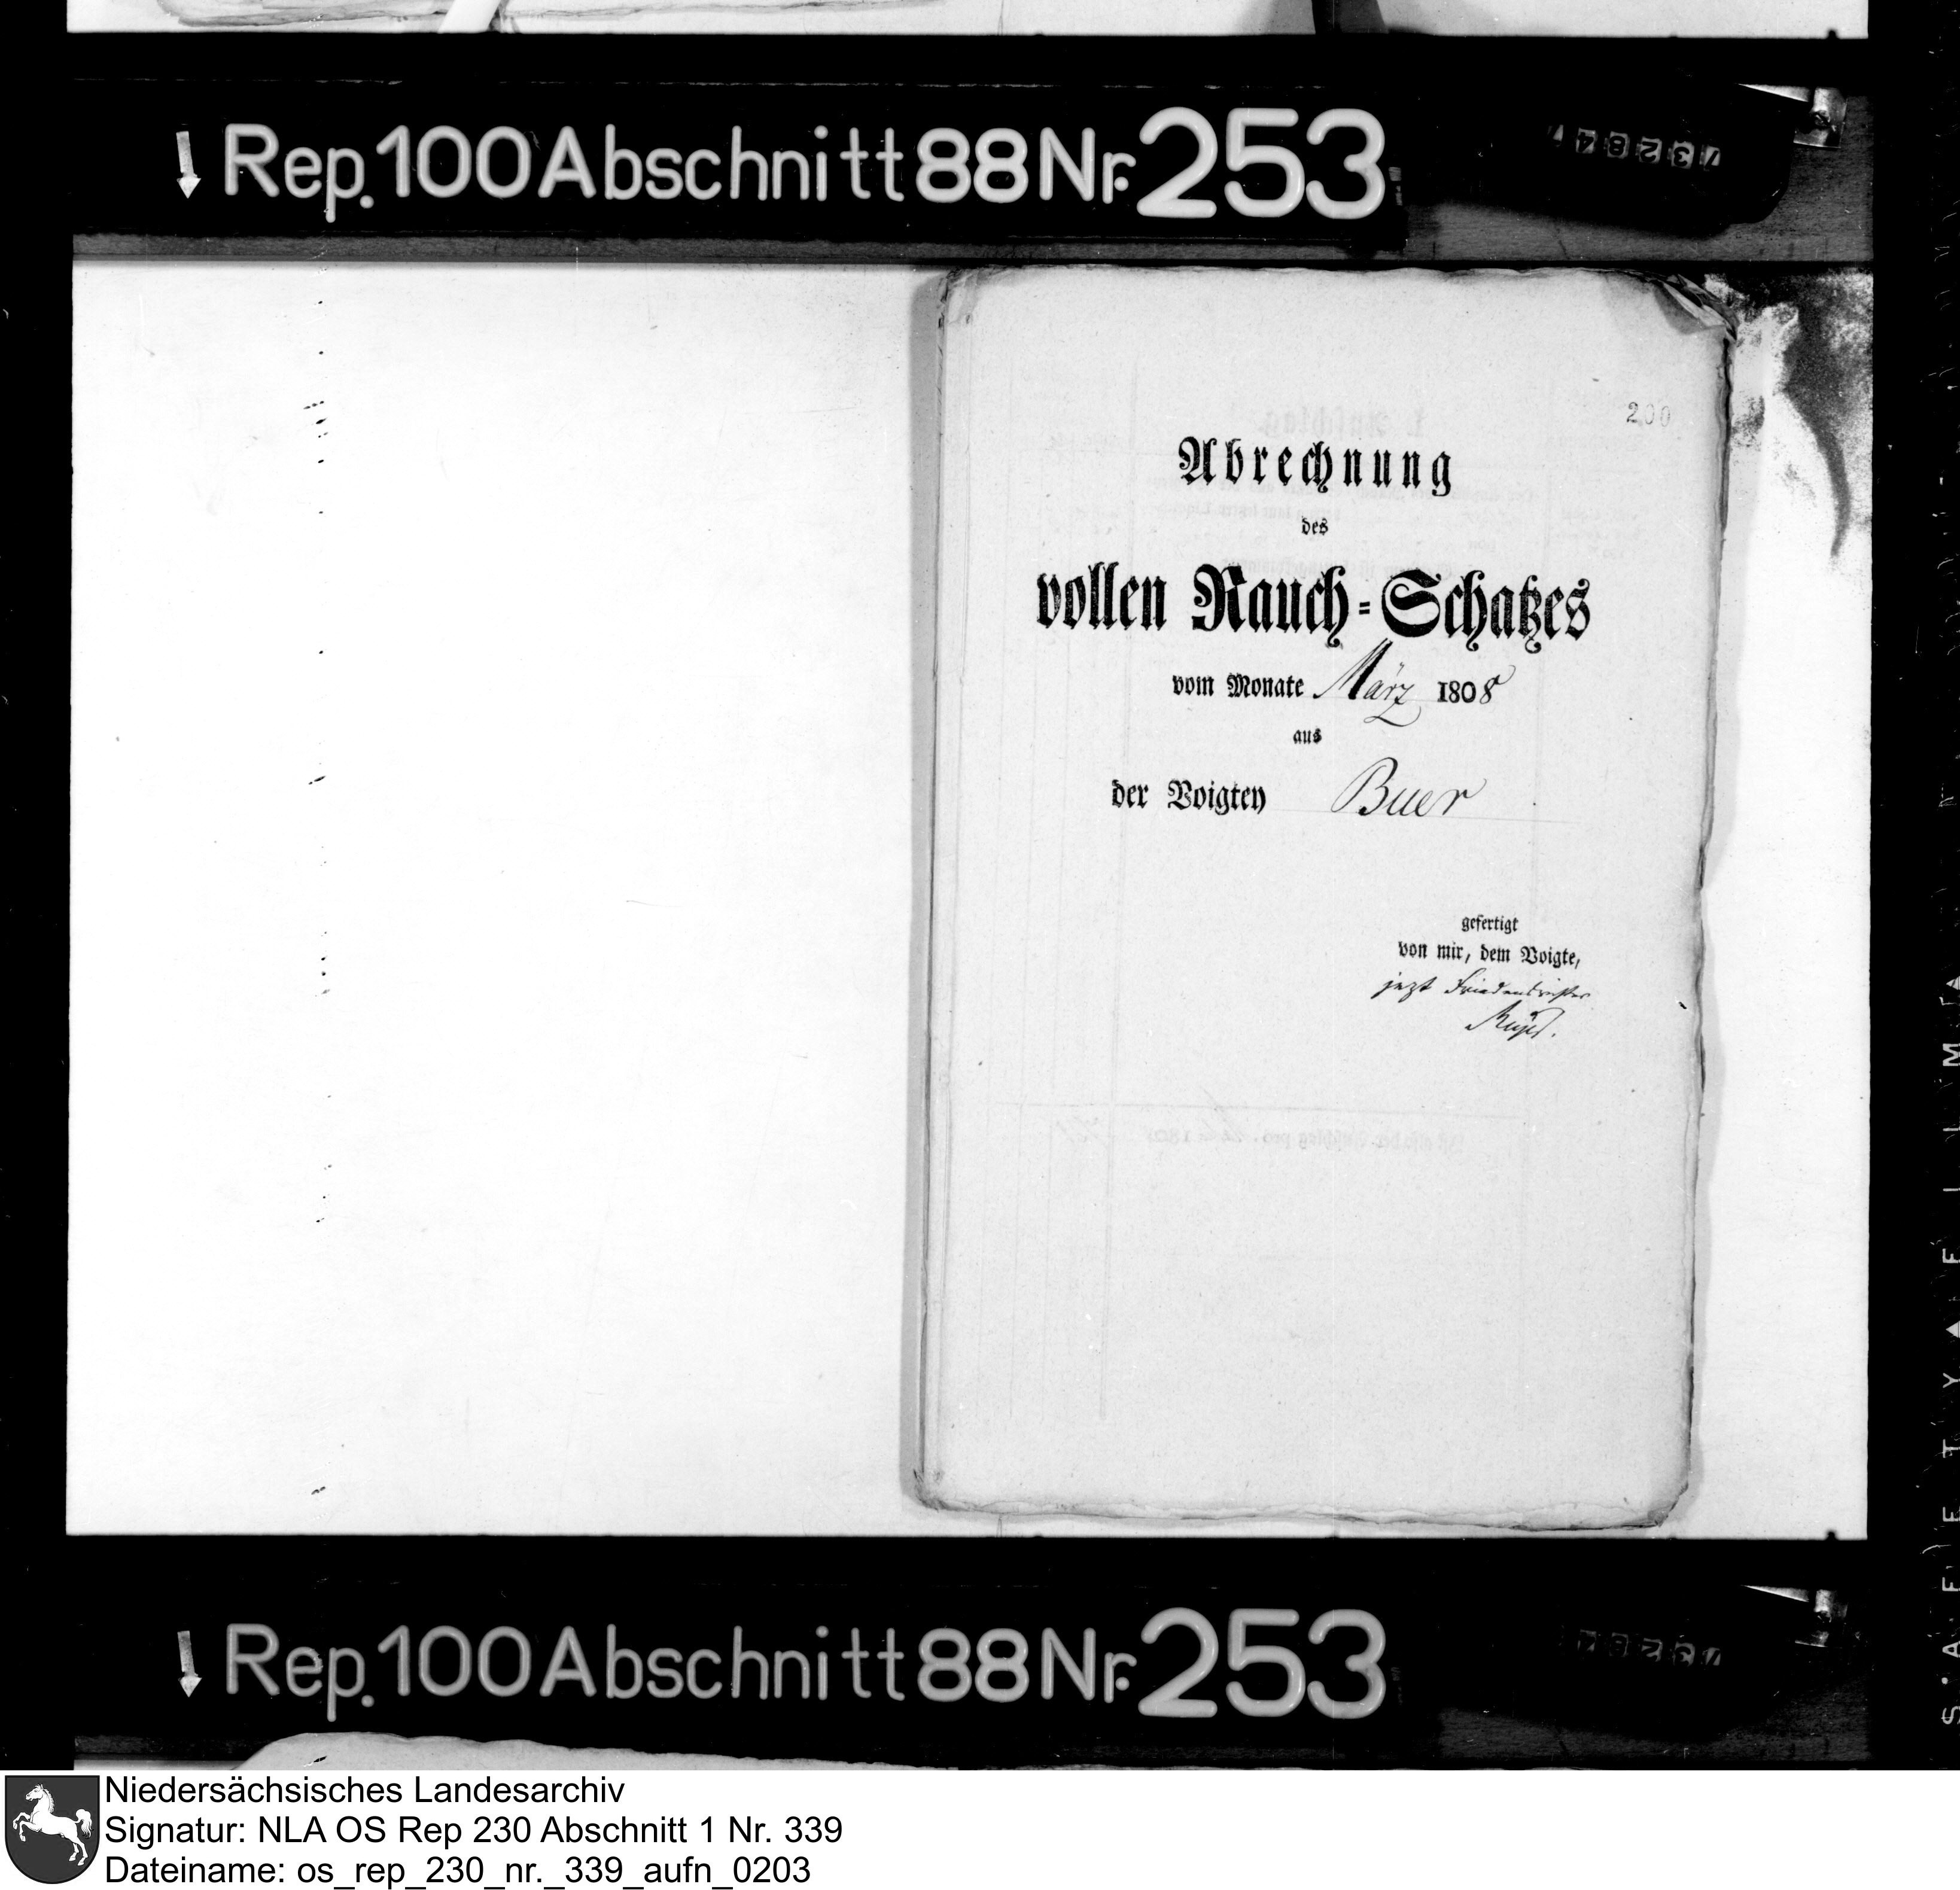 Rep. 100 Abschnitt 88 Nr. 253
200
Abrechnung
des
vollen Rauch=Schatzes
vom Monate März 1808
aus
der Voigtey Buer
gefertigt
von mir, dem Voigte,
jezt Friedensrichter
Rep. 100 Abschnitt 88 Nr. 253
Niedersächsisches Landesarchiv
Signatur: NLA OS Rep 230 Abschnitt 1 Nr. 339
Dateiname: os_rep_230_nr._339_aufn_0203